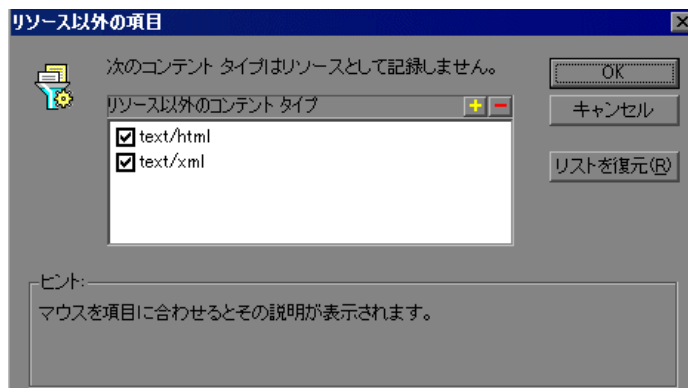 リソース以外の項目
次のコンテント タイプはリソースとして記録しません。
OK
リソース以外のコンテント タイプ
キャンセル
text/html
text/xml
リストを復元(R)
ヒント:
マウスを項目に合わせるとその説明が表示されます。